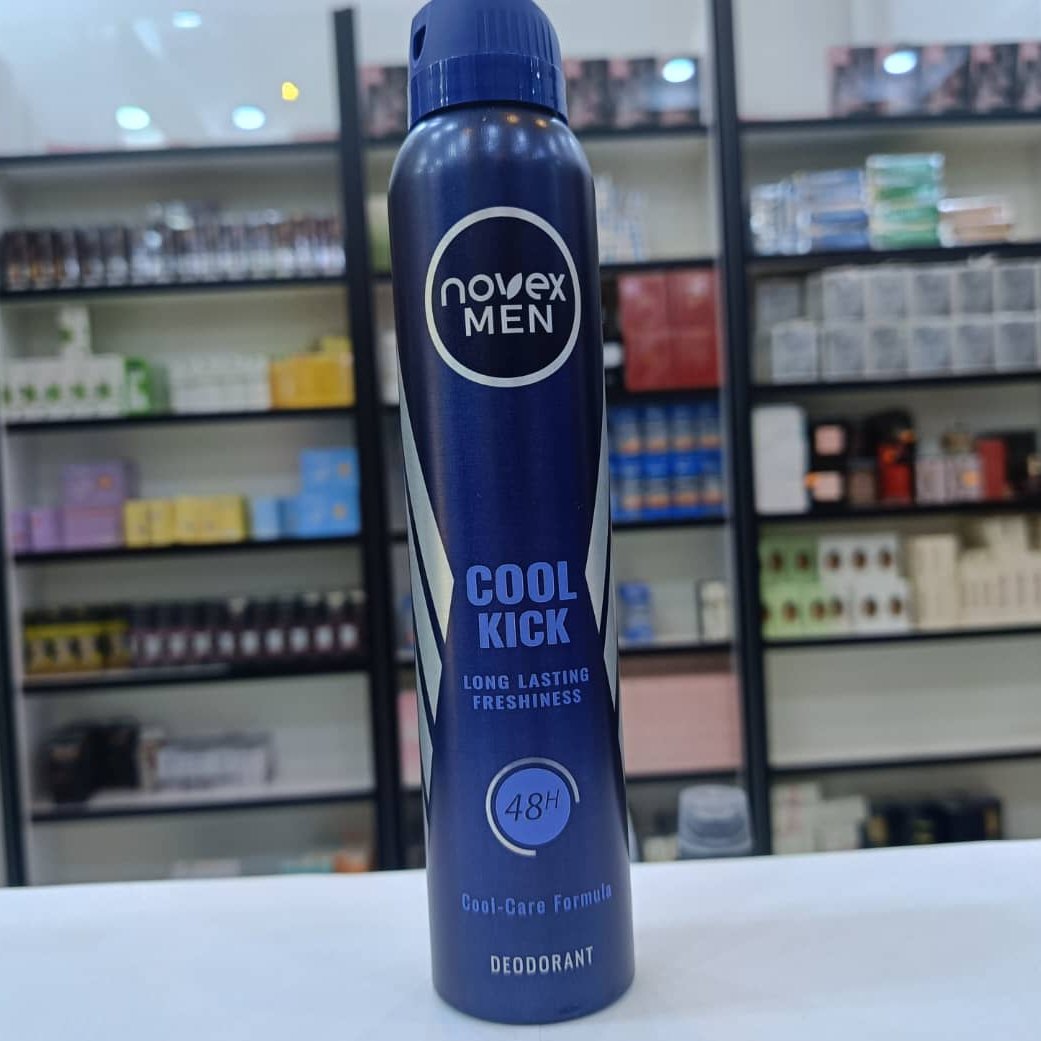 novex
MEN
COOL
KICK
LONG LASTING
FRESHINESS
48H
Cool-Care Formula
DEODORANT